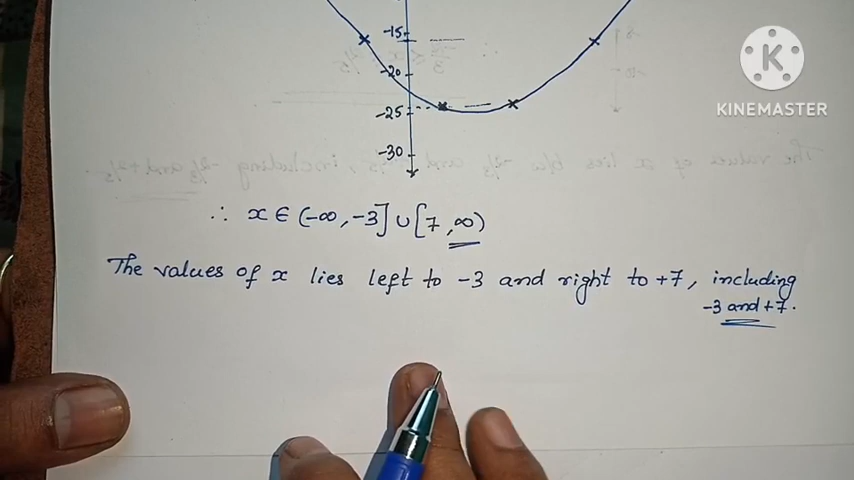 -15
-20
-25
-30
KINEMASTER
∴ x ∈ (-∞, -3] ∪ [7, ∞)
The values of x lies left to -3 and right to +7, including
-3 and +7.